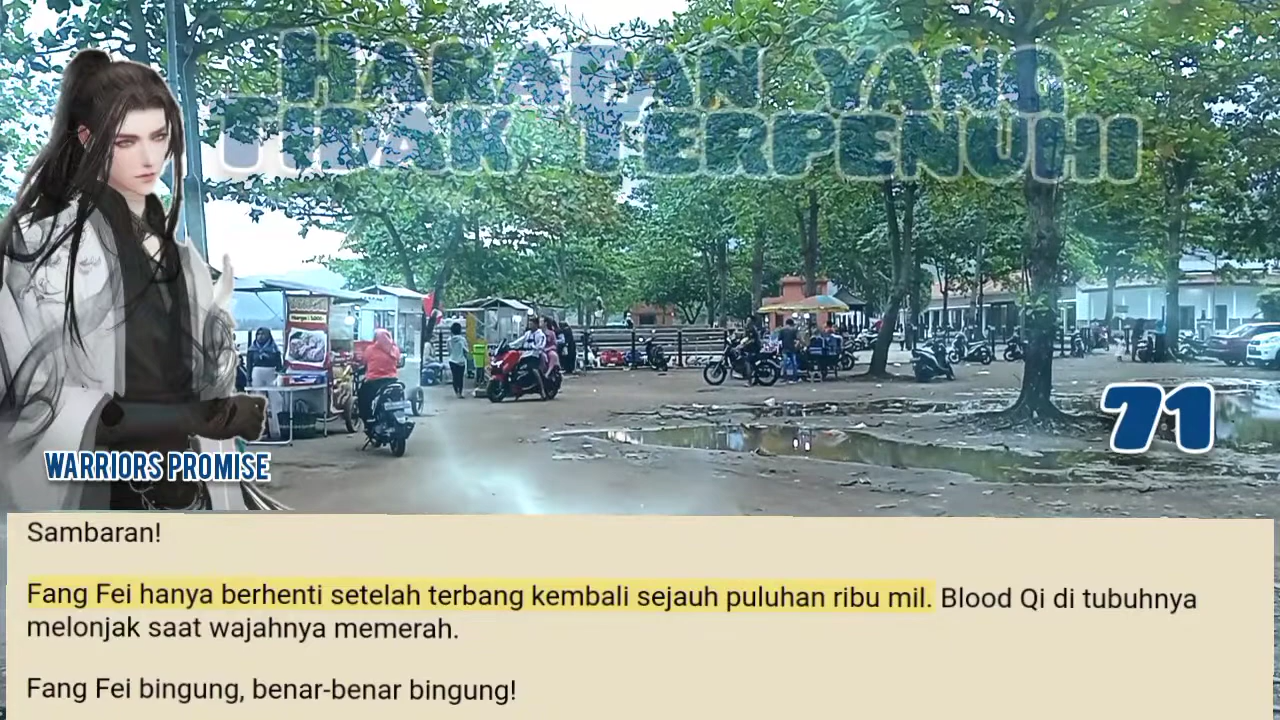 HARAPAN YANG
TIDAK TERPENUHI
71
WARRIORS PROMISE
Sambaran!
Fang Fei hanya berhenti setelah terbang kembali sejauh puluhan ribu mil. Blood Qi di tubuhnya
melonjak saat wajahnya memerah.
Fang Fei bingung, benar-benar bingung!